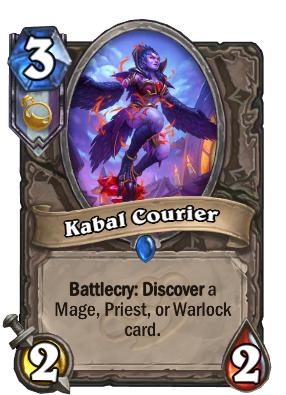 3
Kabal Courier
Battlecry: Discover a
Mage, Priest, or Warlock
card.
2 2